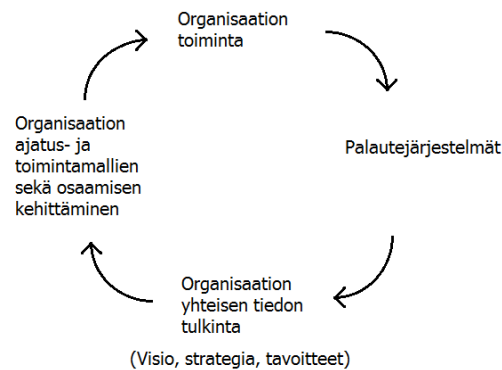 Organisaation
toiminta
Palautejärjestelmät
Organisaation
yhteisen tiedon
tulkinta
(Visio, strategia, tavoitteet)
Organisaation
ajatus- ja
toimintamallien
sekä osaamisen
kehittäminen